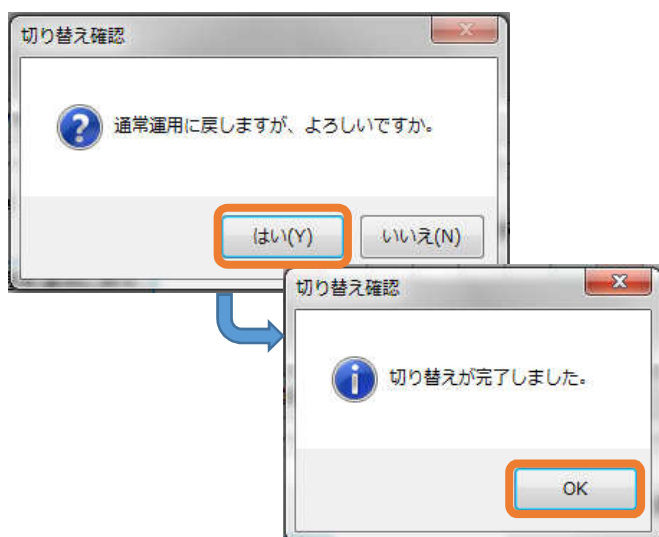 切り替え確認
通常運用に戻しますが、よろしいですか。
はい(Y)
いいえ(N)
切り替え確認
切り替えが完了しました。
OK